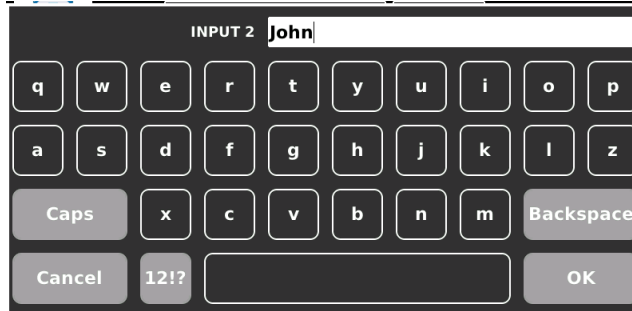 INPUT 2 John
q w e r t y u i o p
a s d f g h j k l z
Caps x c v b n m Backspace
Cancel 12!? OK